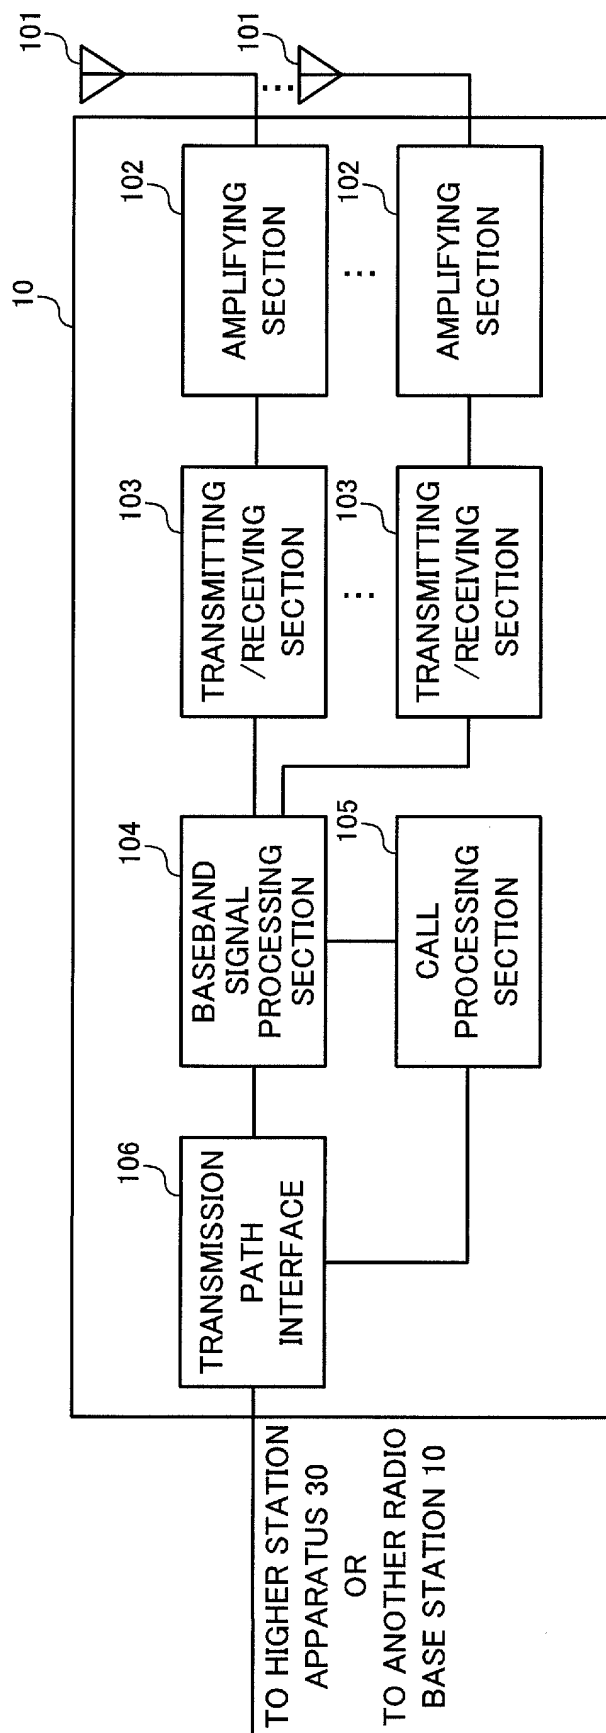 10
101
101
102
AMPLIFYING
SECTION
102
AMPLIFYING
SECTION
...
103
TRANSMITTING
/RECEIVING
SECTION
103
TRANSMITTING
/RECEIVING
SECTION
...
...
104
BASEBAND
SIGNAL
PROCESSING
SECTION
105
CALL
PROCESSING
SECTION
106
TRANSMISSION
PATH
INTERFACE
TO HIGHER STATION
APPARATUS 30
OR
TO ANOTHER RADIO
BASE STATION 10